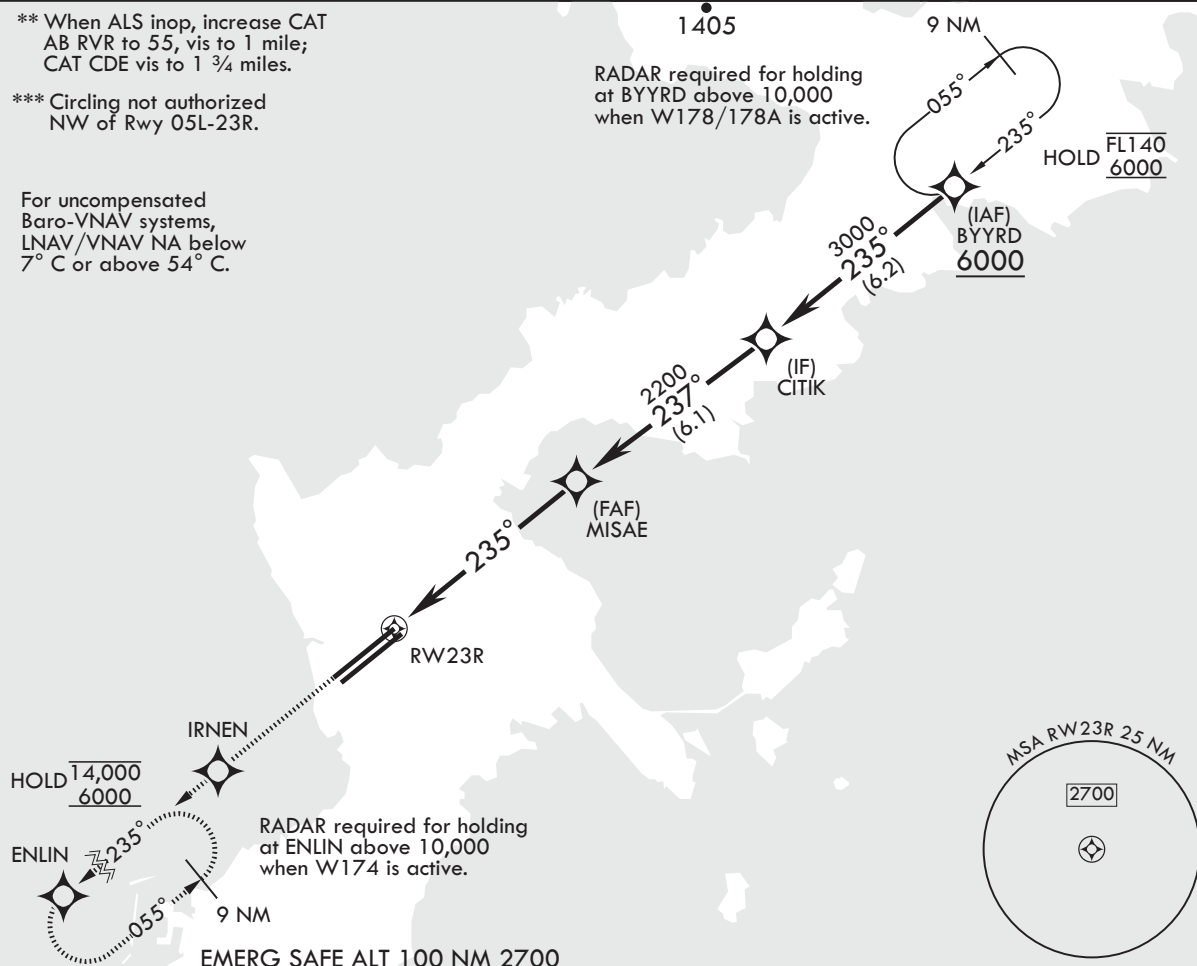 ** When ALS inop, increase CAT
AB RVR to 55, vis to 1 mile;
CAT CDE vis to 1 ¾ miles.
*** Circling not authorized
NW of Rwy 05L-23R.
For uncompensated
Baro-VNAV systems,
LNAV/VNAV NA below
7° C or above 54° C.
1405
9 NM
RADAR required for holding
at BYYRD above 10,000
when W178/178A is active.
055°
235°
HOLD
FL140
6000
(IAF)
BYYRD
6000
3000
235°
(6.2)
(IF)
CITIK
2200
237°
(6.1)
(FAF)
MISAE
235°
RW23R
IRNEN
HOLD
14,000
6000
235°
ENLIN
055°
9 NM
RADAR required for holding
at ENLIN above 10,000
when W174 is active.
EMERG SAFE ALT 100 NM 2700
MSA RW23R 25 NM
2700